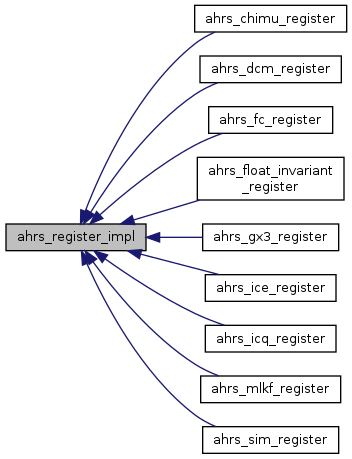 ahrs_chimu_register
ahrs_dcm_register
ahrs_fc_register
ahrs_float_invariant
_register
ahrs_register_impl
ahrs_gx3_register
ahrs_ice_register
ahrs_icq_register
ahrs_mlkf_register
ahrs_sim_register